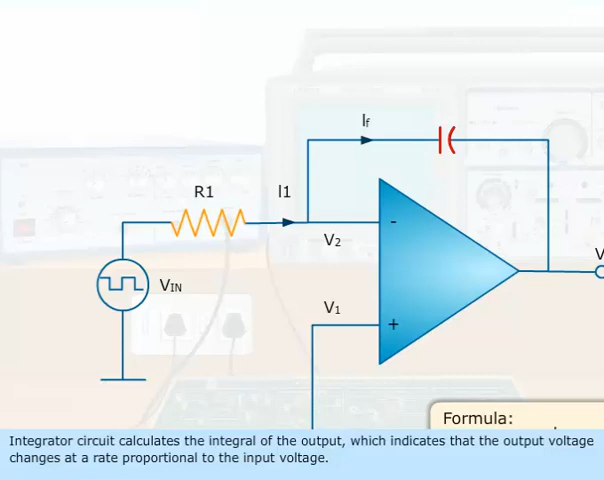 If
R1
I1
-
V2
V
VIN
V1
+
Formula:
Integrator circuit calculates the integral of the output, which indicates that the output voltage
changes at a rate proportional to the input voltage.